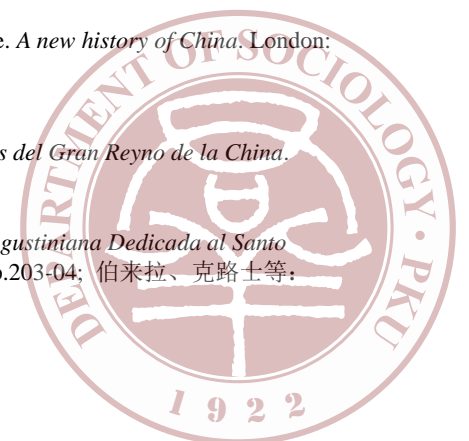 e. A new history of China. London:
s del Gran Reyno de la China.
gustiniana Dedicada al Santo
.203-04; 伯来拉、克路士等：
DEPARTMENT OF SOCIOLOGY · PKU
1922